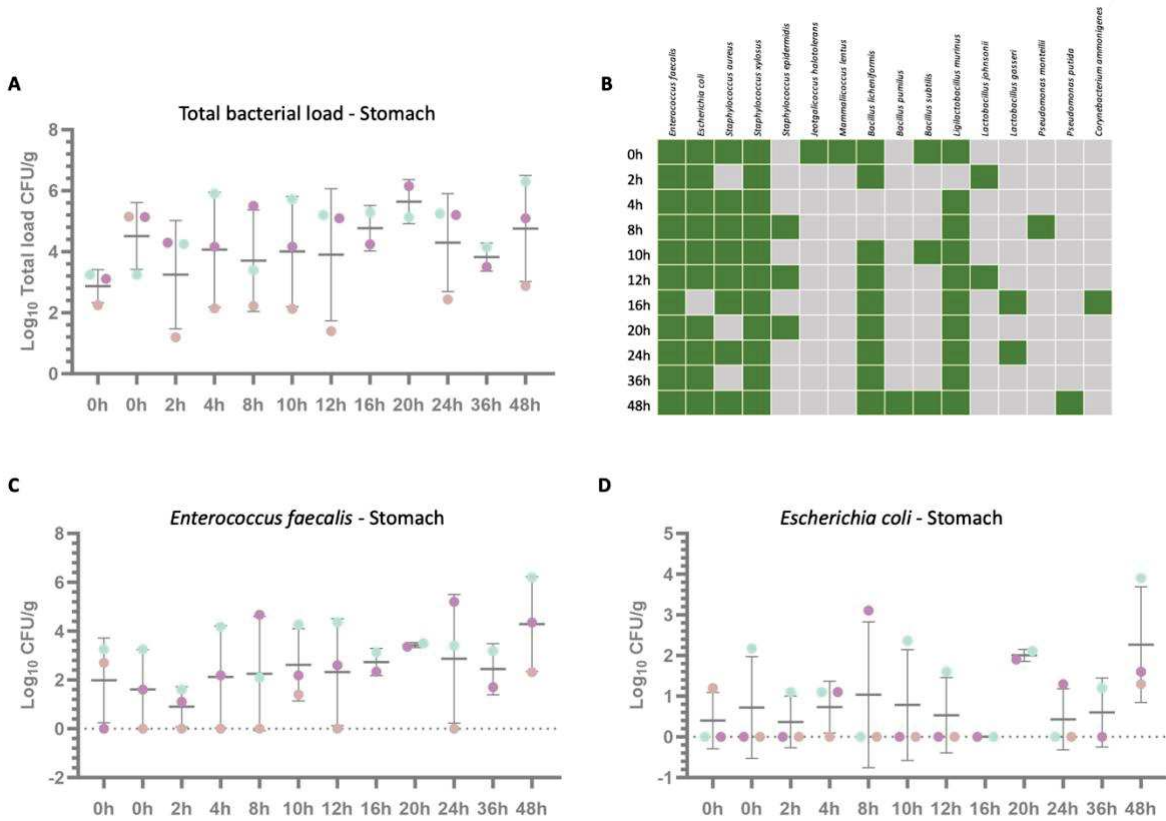 A
Total bacterial load - Stomach
Log10 Total load CFU/g
8
6
4
2
0
0h 0h 2h 4h 8h 10h 12h 16h 20h 24h 36h 48h
B
Enterococcus faecalis
Escherichia coli
Staphylococcus aureus
Staphylococcus xylosus
Staphylococcus epidermidis
Jeotgalicoccus halotolerans
Mammaliicoccus lentus
Bacillus licheniformis
Bacillus pumilus
Bacillus subtilis
Ligilactobacillus murinus
Lactobacillus johnsonii
Lactobacillus gasseri
Pseudomonas monteilii
Pseudomonas putida
Corynebacterium ammonigenes
0h
2h
4h
8h
10h
12h
16h
20h
24h
36h
48h
C
Enterococcus faecalis - Stomach
Log10 CFU/g
8
6
4
2
0
-2
0h 0h 2h 4h 8h 10h 12h 16h 20h 24h 36h 48h
D
Escherichia coli - Stomach
Log10 CFU/g
5
4
3
2
1
0
-1
0h 0h 2h 4h 8h 10h 12h 16h 20h 24h 36h 48h